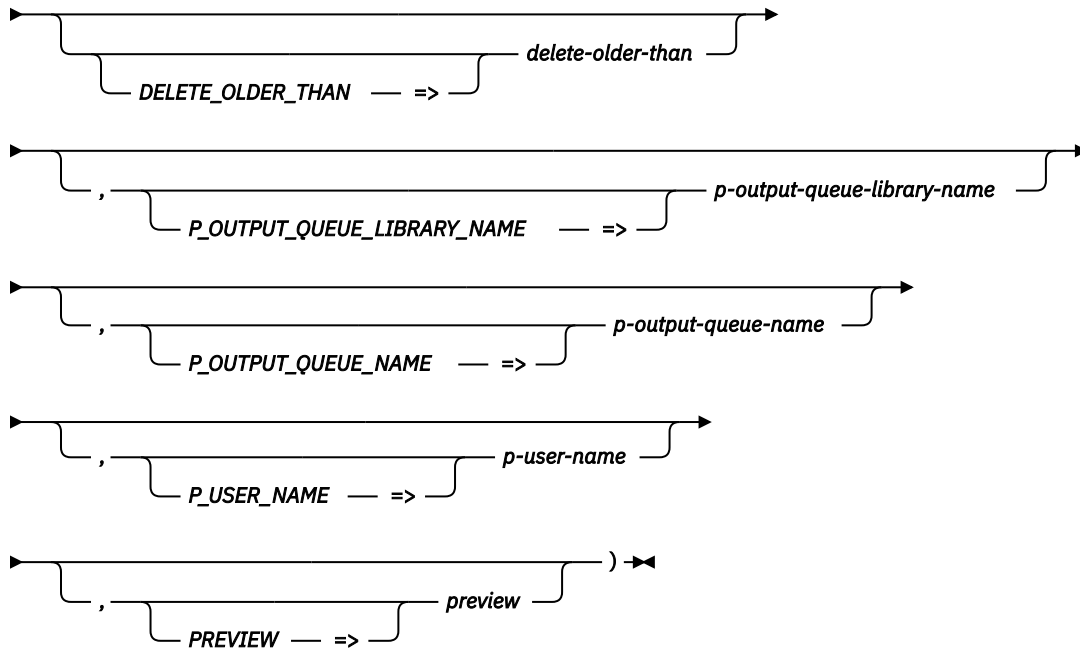 delete-older-than
DELETE_OLDER_THAN =>
, p-output-queue-library-name
P_OUTPUT_QUEUE_LIBRARY_NAME =>
, p-output-queue-name
P_OUTPUT_QUEUE_NAME =>
, p-user-name
P_USER_NAME =>
)
, preview
PREVIEW =>